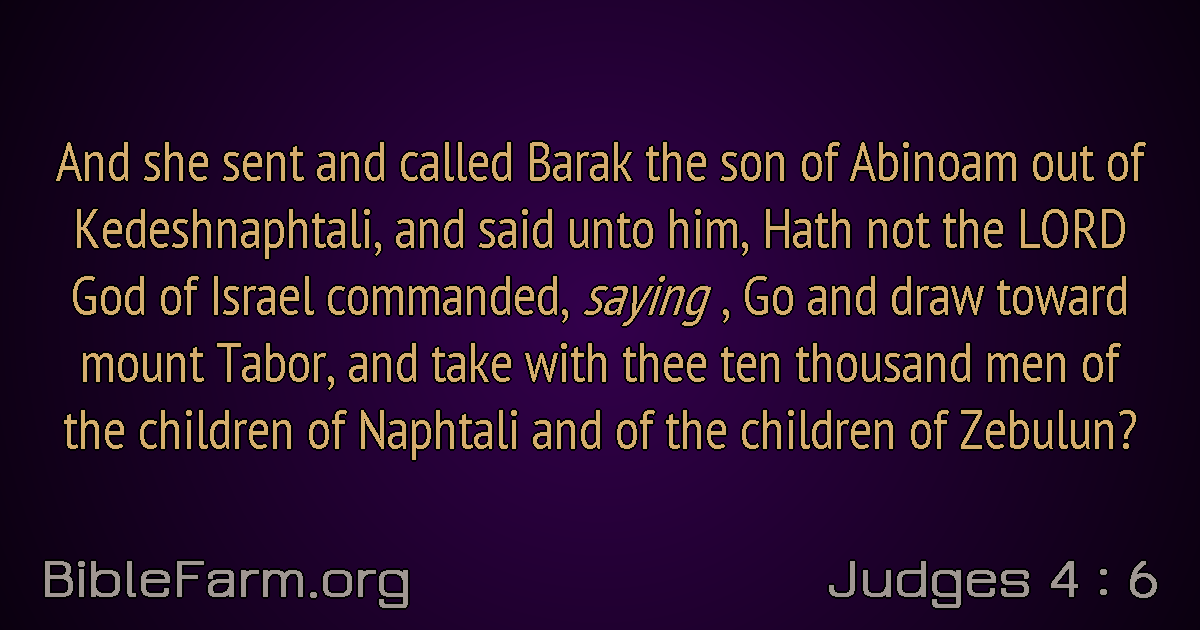 And she sent and called Barak the son of Abinoam out of
Kedeshnaphtali, and said unto him, Hath not the LORD
God of Israel commanded, saying , Go and draw toward
mount Tabor, and take with thee ten thousand men of
the children of Naphtali and of the children of Zebulun?
BibleFarm.org
Judges 4 : 6